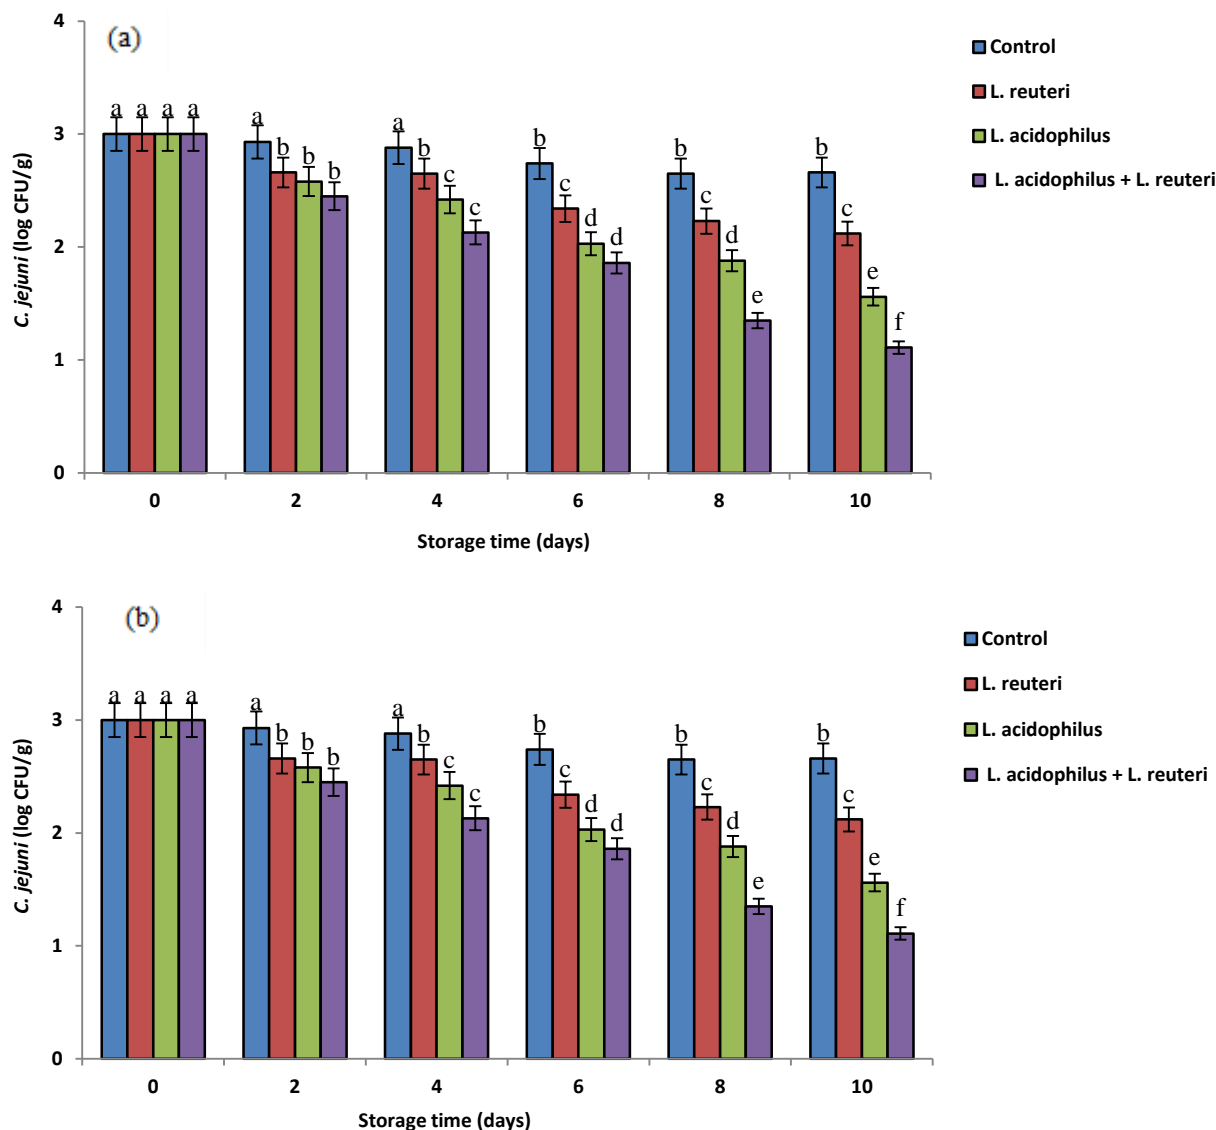 4
(a)
Control
L. reuteri
L. acidophilus
L. acidophilus + L. reuteri
3
a a a a
a b b b
a b c c
b c d d
b c d e
b c e f
2
1
0
C. jejuni (log CFU/g)
0 2 4 6 8 10
Storage time (days)
4
(b)
Control
L. reuteri
L. acidophilus
L. acidophilus + L. reuteri
3
a a a a
a b b b
a b c c
b c d d
b c d e
b c e f
2
1
0
C. jejuni (log CFU/g)
0 2 4 6 8 10
Storage time (days)